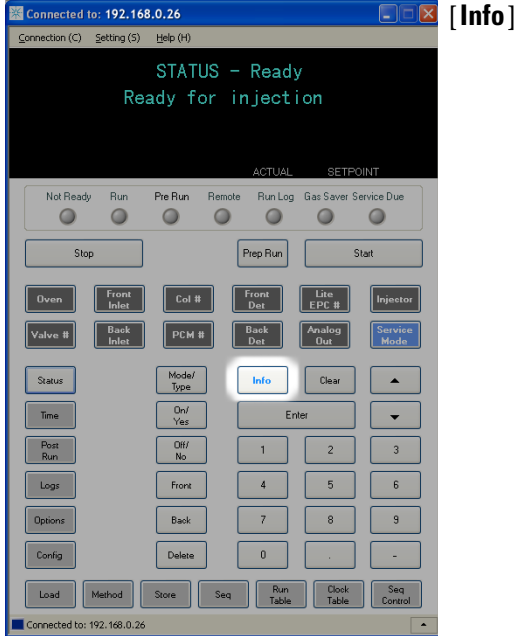 Connected to: 192.168.0.26
[Info]
Connection (C) Setting (S) Help (H)
STATUS - Ready
Ready for injection
ACTUAL SETPOINT
Not Ready Run Pre Run Remote Run Log Gas Saver Service Due
Stop Prep Run Start
Oven Front Inlet Col # Front Det Lite EPC # Injector
Valve # Back Inlet PCM # Back Det Analog Out Service Mode
Status Mode/ Type Info Clear
Time On/ Yes Enter
Post Run Off/ No 1 2 3
Logs Front 4 5 6
Options Back 7 8 9
Config Delete 0 . -
Load Method Store Seq Run Table Clock Table Seq Control
Connected to: 192.168.0.26